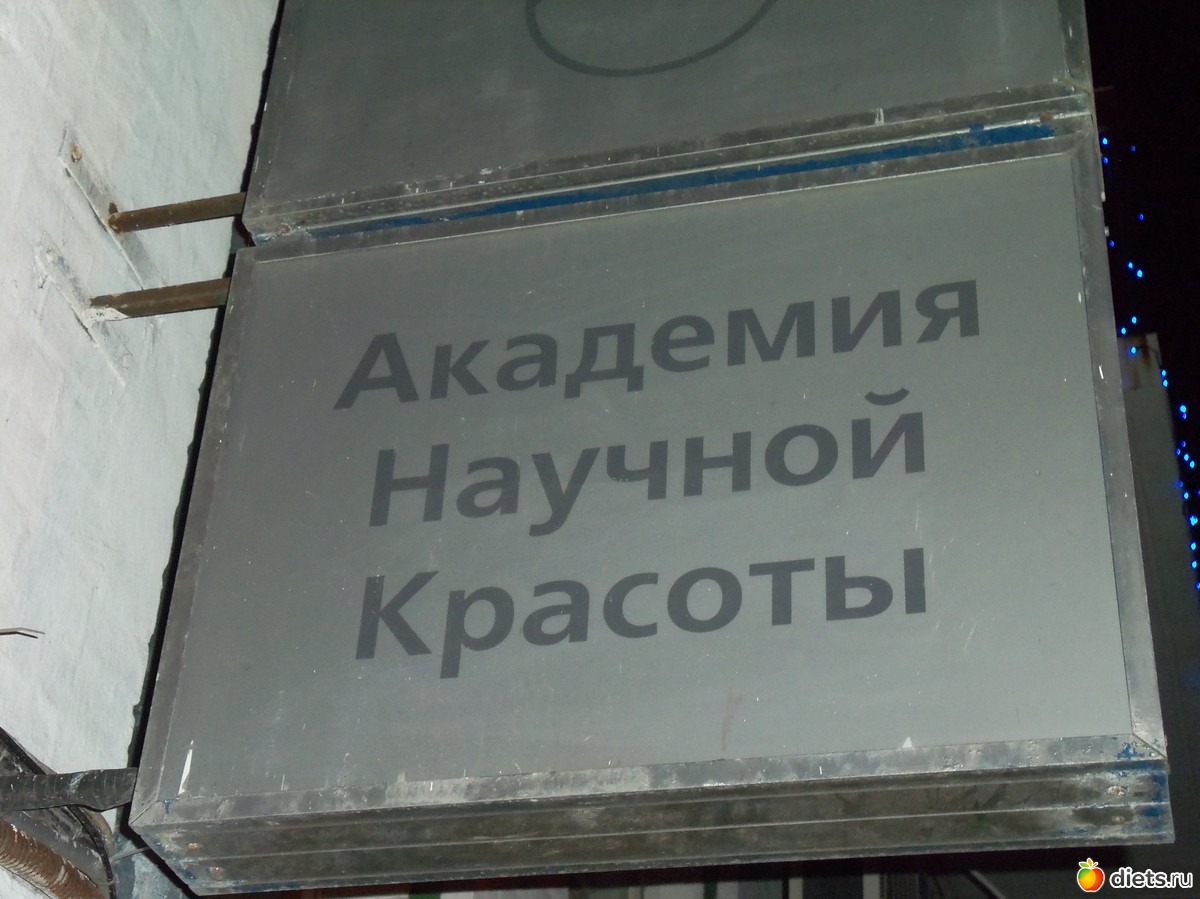 Академия
Научной
Красоты
diets.ru